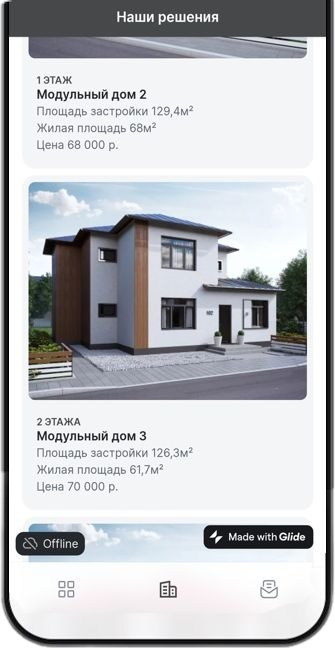 Наши решения
1 ЭТАЖ
Модульный дом 2
Площадь застройки 129,4м²
Жилая площадь 68м²
Цена 68 000 р.
2 ЭТАЖА
Модульный дом 3
Площадь застройки 126,3м²
Жилая площадь 61,7м²
Цена 70 000 р.
Offline
Made with Glide